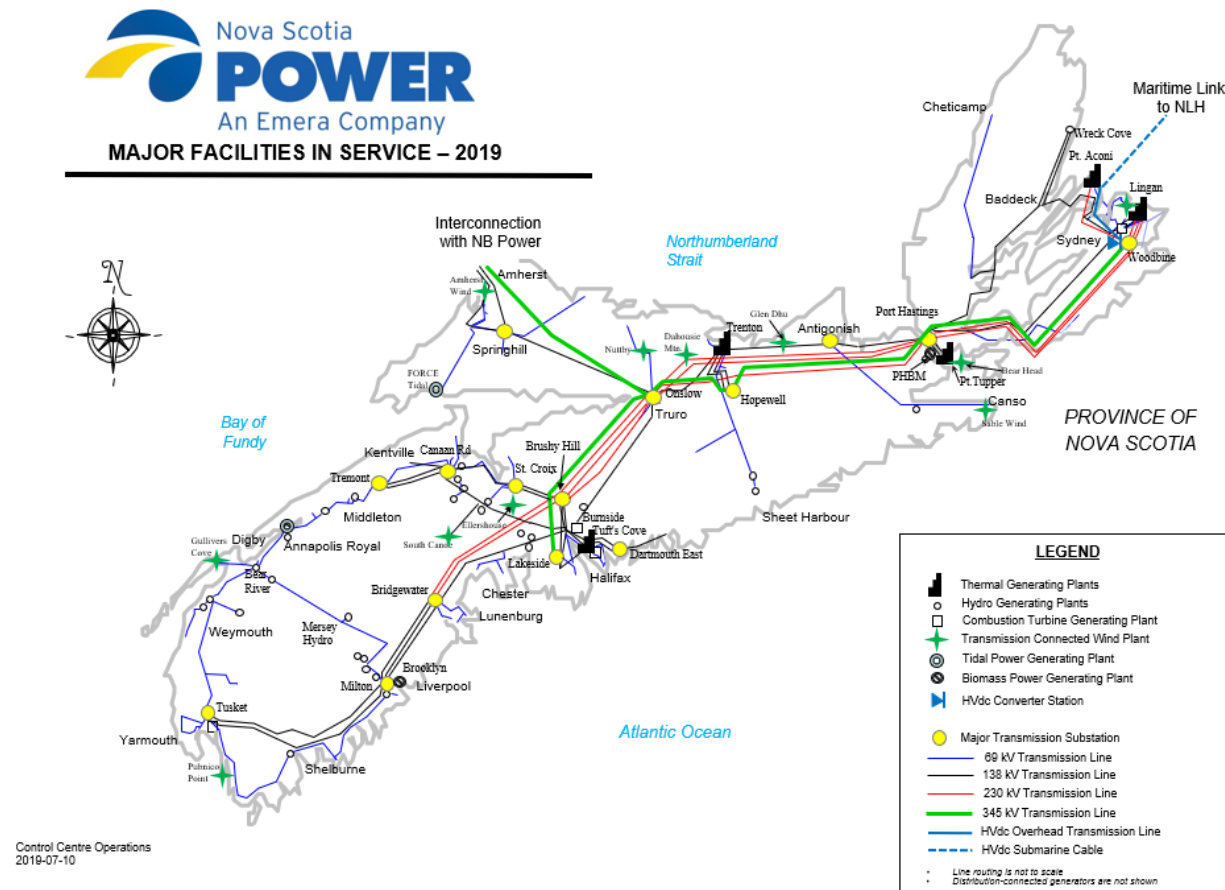 Nova Scotia
POWER
An Emera Company
MAJOR FACILITIES IN SERVICE – 2019
N
Interconnection
with NB Power
Northumberland
Strait
Cheticamp
Maritime Link
to NLH
Wreck Cove
Pt. Aconi
Lingan
Baddeck
Sydney
Woodbine
Amherst
Amherst
Wind
Springhill
FORCE
Tidal
Nuttby
Dalhousie
Mtn.
Trenton
Glen Dhu
Antigonish
Port Hastings
PHBM
Pt.Tupper
Bear Head
Canso
Sable Wind
Onslow
Truro
Hopewell
PROVINCE OF
NOVA SCOTIA
Bay of
Fundy
Brushy Hill
Kentville
Canaan Rd
St. Croix
Tremont
Middleton
Ellershouse
Burnside
Tuft's Cove
Sheet Harbour
Digby
Annapolis Royal
South Canoe
Lakeside
Dartmouth East
Halifax
Gullivers
Cove
Bear
River
Bridgewater
Chester
Lunenburg
Weymouth
Mersey
Hydro
Brooklyn
Milton
Liverpool
Tusket
Yarmouth
Pubnico
Point
Shelburne
Atlantic Ocean
LEGEND
Thermal Generating Plants
Hydro Generating Plants
Combustion Turbine Generating Plant
Transmission Connected Wind Plant
Tidal Power Generating Plant
Biomass Power Generating Plant
HVdc Converter Station
Major Transmission Substation
69 kV Transmission Line
138 kV Transmission Line
230 kV Transmission Line
345 kV Transmission Line
HVdc Overhead Transmission Line
HVdc Submarine Cable
• Line routing is not to scale
• Distribution-connected generators are not shown
Control Centre Operations
2019-07-10